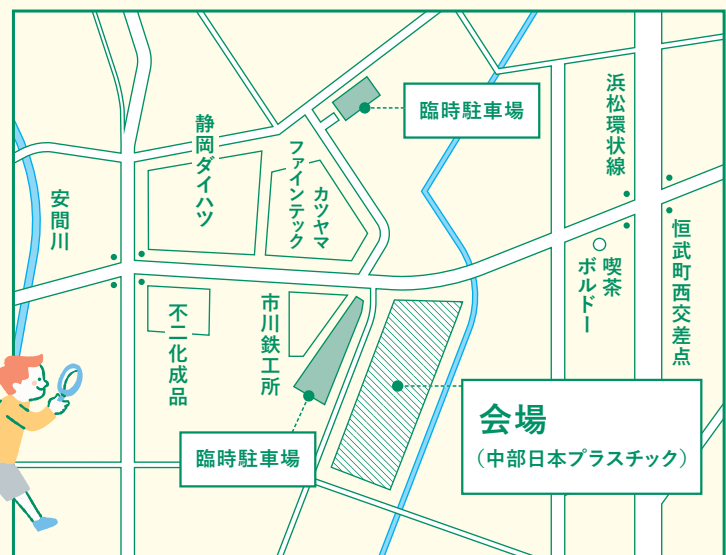 臨時駐車場
浜松環状線
静岡ダイハツ
カツヤマ
ファインテック
安間川
恒武町西交差点
喫茶
ボルドー
不二化成品
市川鉄工所
会場
（中部日本プラスチック）
臨時駐車場